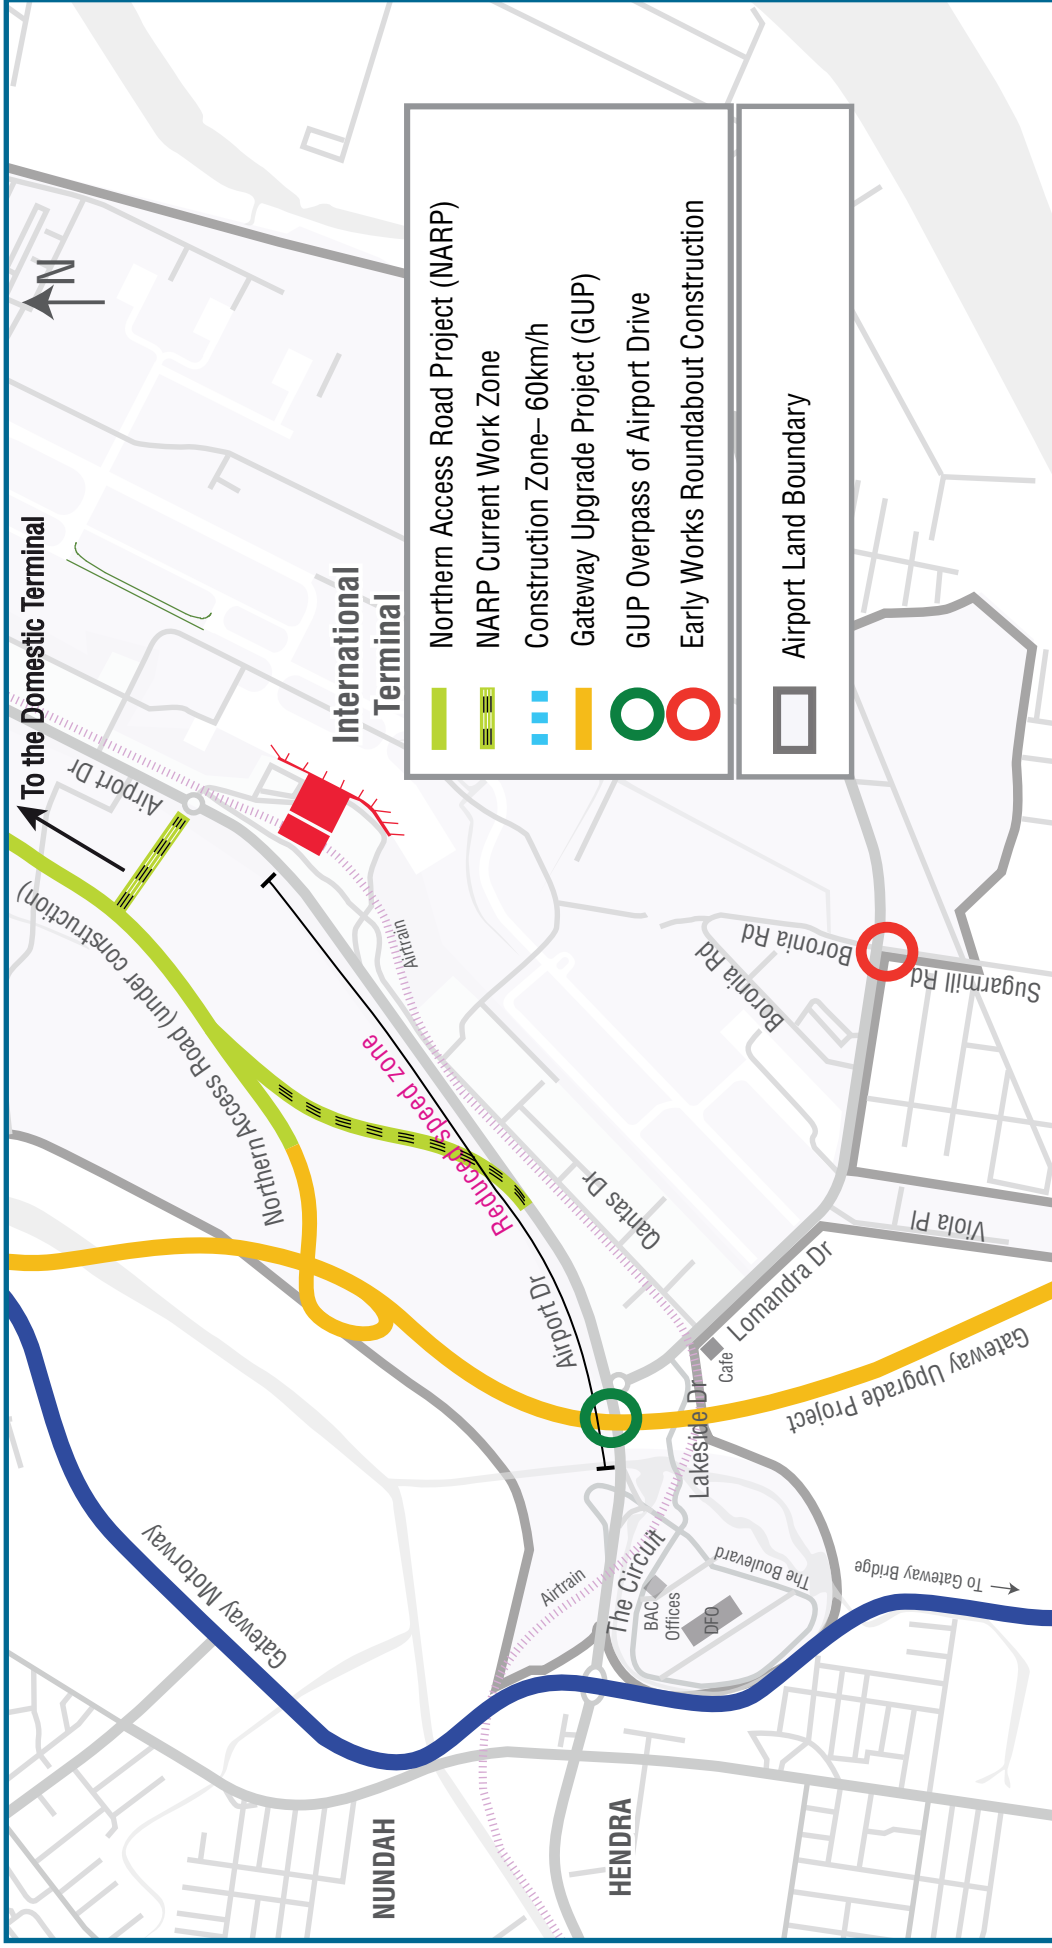 N
To the Domestic Terminal
Airport Dr
International
Terminal
Northern Access Road (under construction)
Airtrain
Reduced speed zone
Boronia Rd
Boronia Rd
Sugarmill Rd
Qantas Dr
Viola Pl
Airport Dr
Lomandra Dr
Cafe
Lakeside Dr
Gateway Upgrade Project
Gateway Motorway
Airtrain
The Circuit
BAC
Offices
DFO
The Boulevard
To Gateway Bridge
NUNDAH
HENDRA
Northern Access Road Project (NARP)
NARP Current Work Zone
Construction Zone– 60km/h
Gateway Upgrade Project (GUP)
GUP Overpass of Airport Drive
Early Works Roundabout Construction
Airport Land Boundary